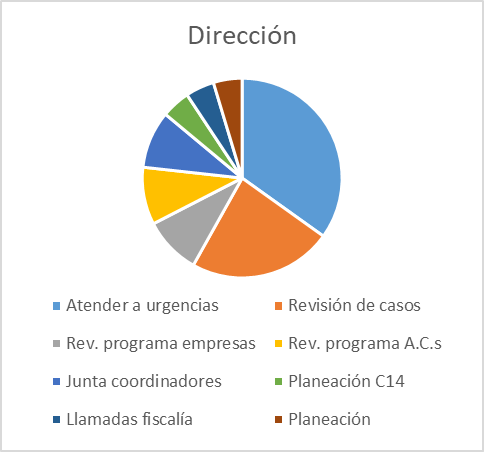 Dirección
Atender a urgencias
Revisión de casos
Rev. programa empresas
Rev. programa A.C.s
Junta coordinadores
Planeación C14
Llamadas fiscalía
Planeación